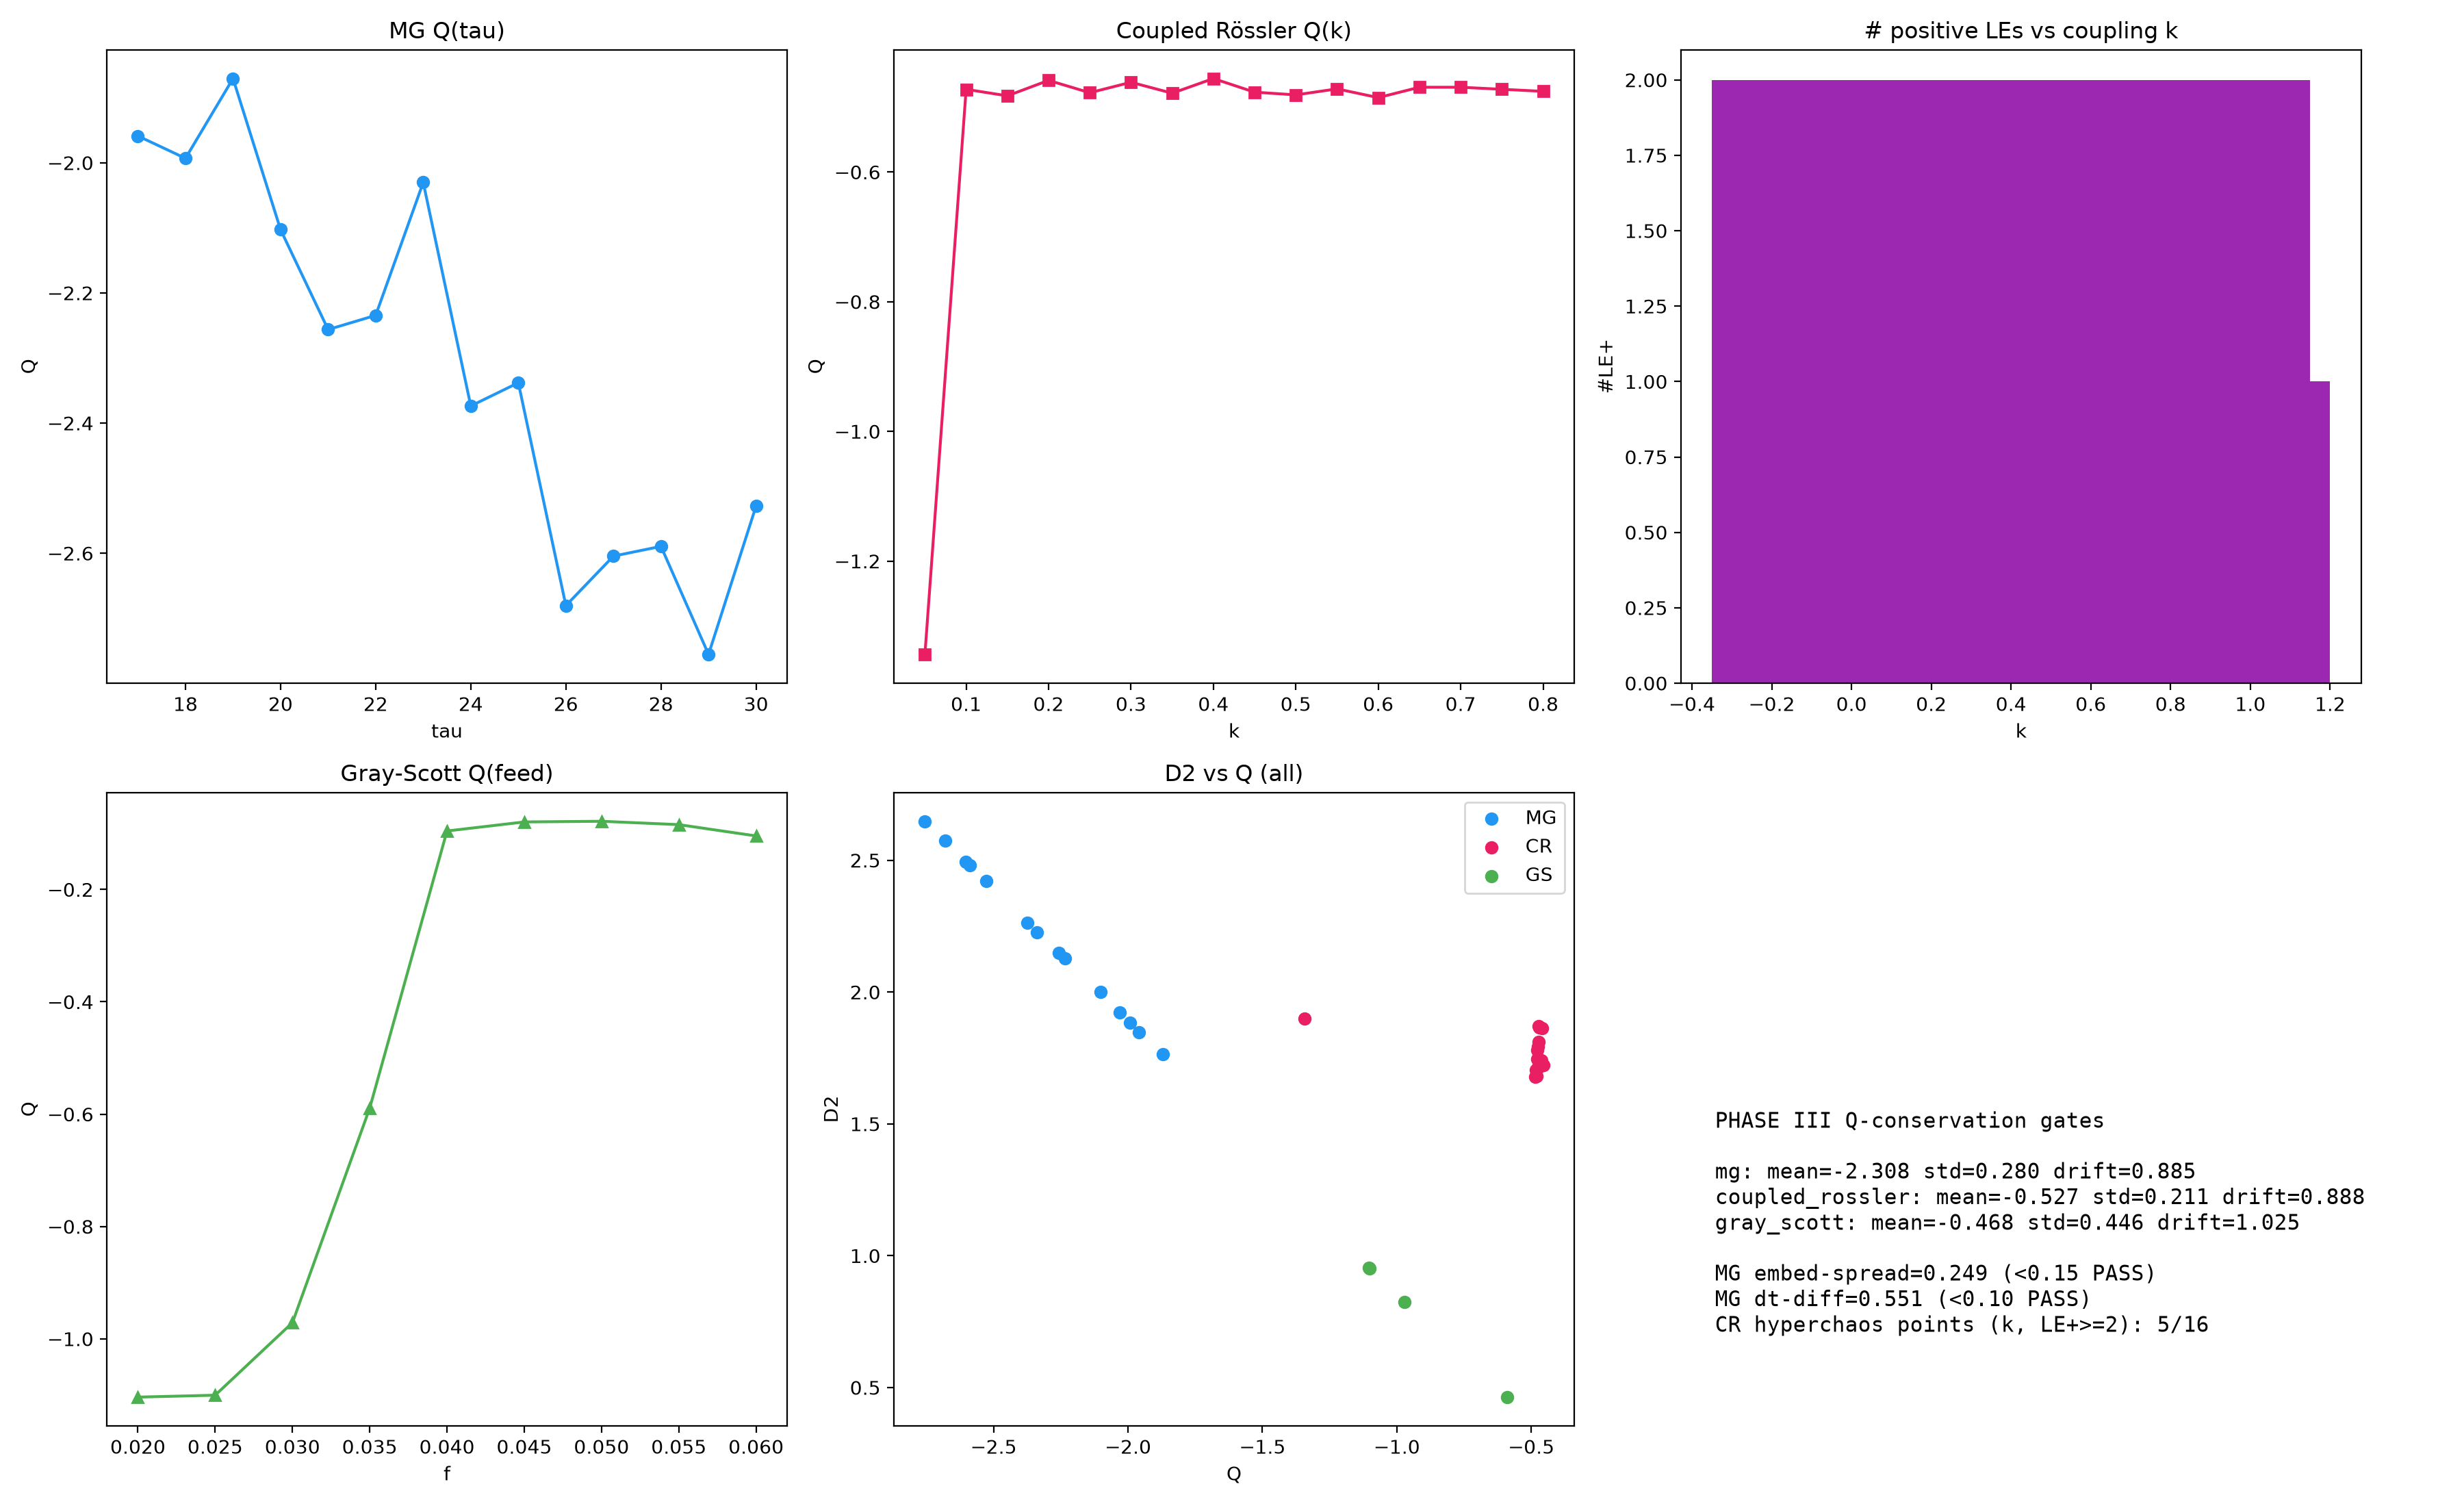 MG Q(tau)
Q
−2.0
−2.2
−2.4
−2.6
18 20 22 24 26 28 30
tau
Coupled Rössler Q(k)
Q
−0.6
−0.8
−1.0
−1.2
0.1 0.2 0.3 0.4 0.5 0.6 0.7 0.8
k
# positive LEs vs coupling k
#LE+
2.00
1.75
1.50
1.25
1.00
0.75
0.50
0.25
0.00
−0.4 −0.2 0.0 0.2 0.4 0.6 0.8 1.0 1.2
k
Gray-Scott Q(feed)
Q
−0.2
−0.4
−0.6
−0.8
−1.0
0.020 0.025 0.030 0.035 0.040 0.045 0.050 0.055 0.060
f
D2 vs Q (all)
D2
2.5
2.0
1.5
1.0
0.5
−2.5 −2.0 −1.5 −1.0 −0.5
Q
MG
CR
GS
PHASE III Q-conservation gates
mg: mean=-2.308 std=0.280 drift=0.885
coupled_rossler: mean=-0.527 std=0.211 drift=0.888
gray_scott: mean=-0.468 std=0.446 drift=1.025
MG embed-spread=0.249 (<0.15 PASS)
MG dt-diff=0.551 (<0.10 PASS)
CR hyperchaos points (k, LE+>=2): 5/16